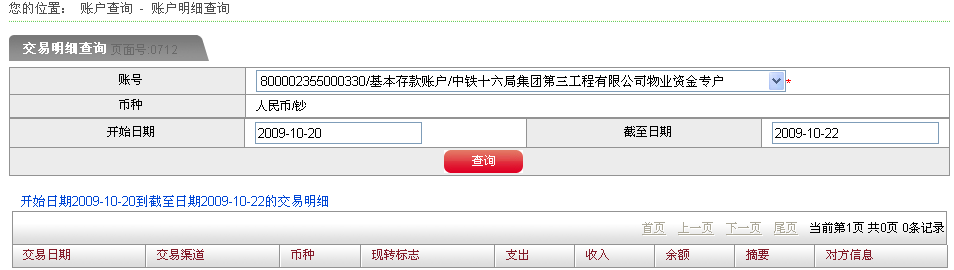 您的位置： 账户查询 - 账户明细查询
交易明细查询 页面号:0712
账号 800002355000330/基本存款账户/中铁十六局集团第三工程有限公司物业资金专户 *
币种 人民币/钞
开始日期 2009-10-20 截至日期 2009-10-22
查询
开始日期2009-10-20到截至日期2009-10-22的交易明细
首页 上一页 下一页 尾页 当前第1页 共0页 0条记录
交易日期 交易渠道 币种 现转标志 支出 收入 余额 摘要 对方信息